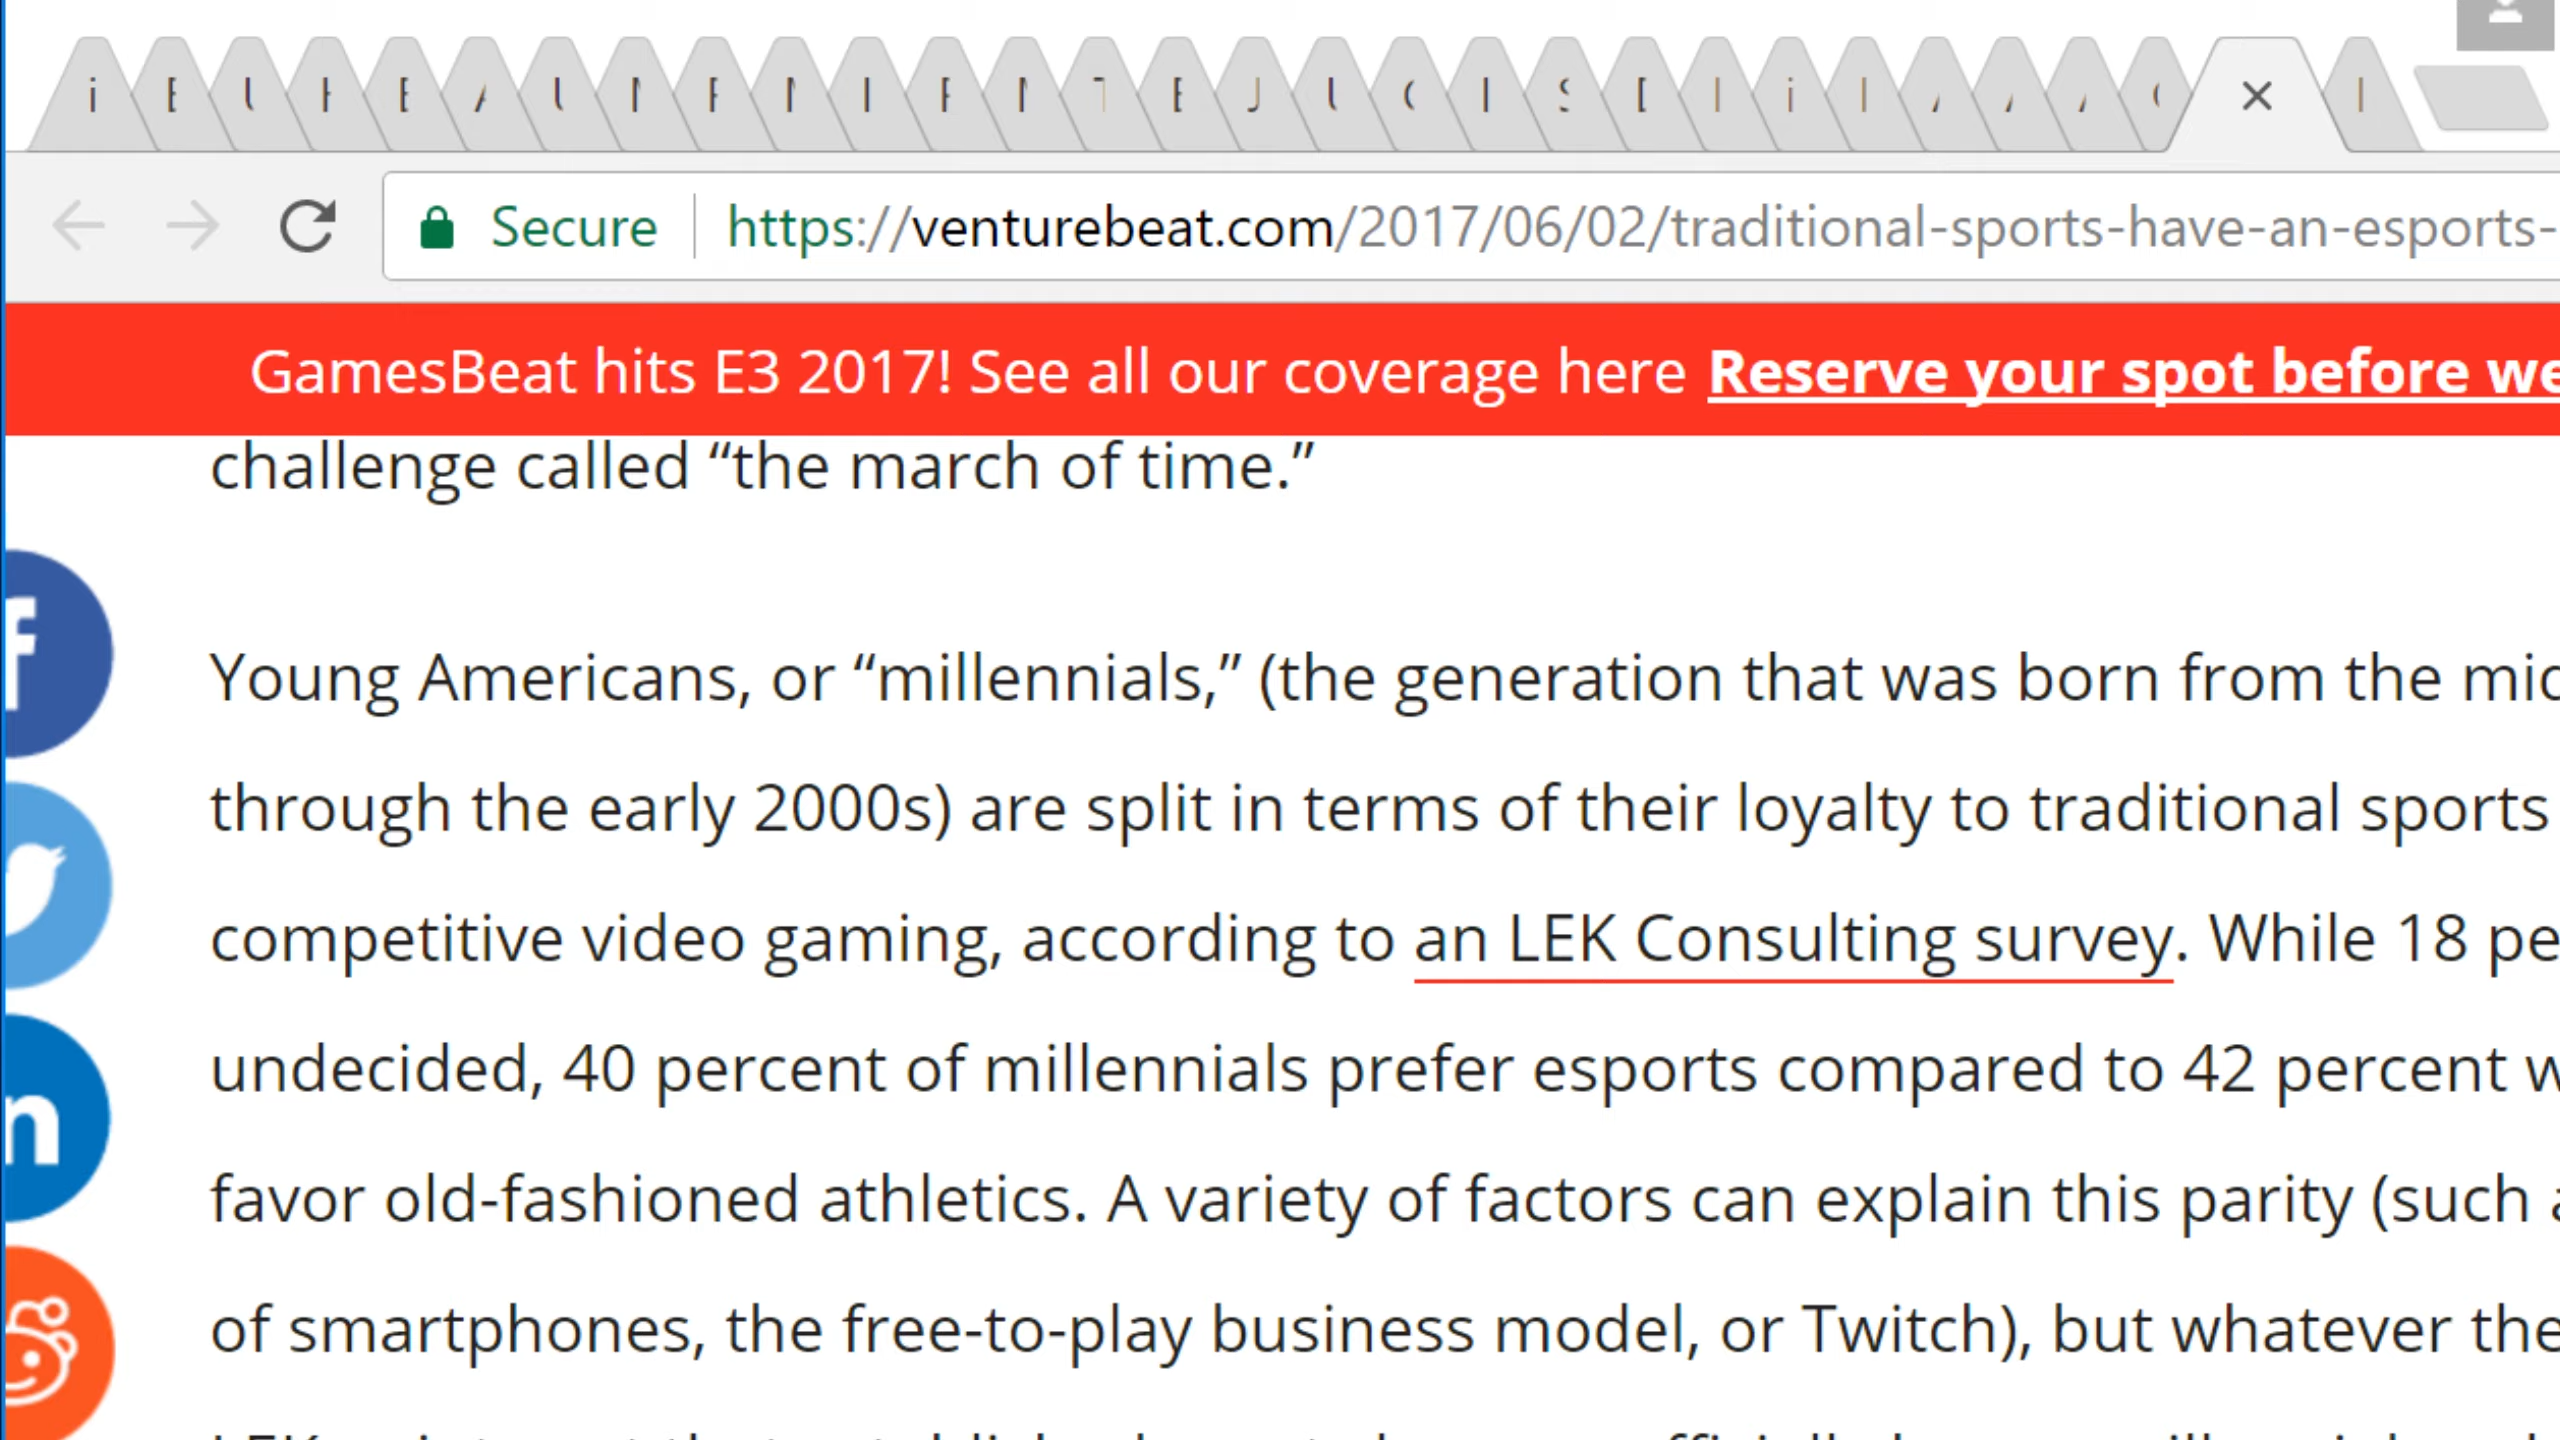 i E U F E A U N F N I F N T E J U C I S D I i I A A A C I
Secure https://venturebeat.com/2017/06/02/traditional-sports-have-an-esports-
GamesBeat hits E3 2017! See all our coverage here Reserve your spot before we
challenge called “the march of time.”
Young Americans, or “millennials,” (the generation that was born from the mid
through the early 2000s) are split in terms of their loyalty to traditional sports
competitive video gaming, according to an LEK Consulting survey. While 18 pe
undecided, 40 percent of millennials prefer esports compared to 42 percent w
favor old-fashioned athletics. A variety of factors can explain this parity (such a
of smartphones, the free-to-play business model, or Twitch), but whatever the